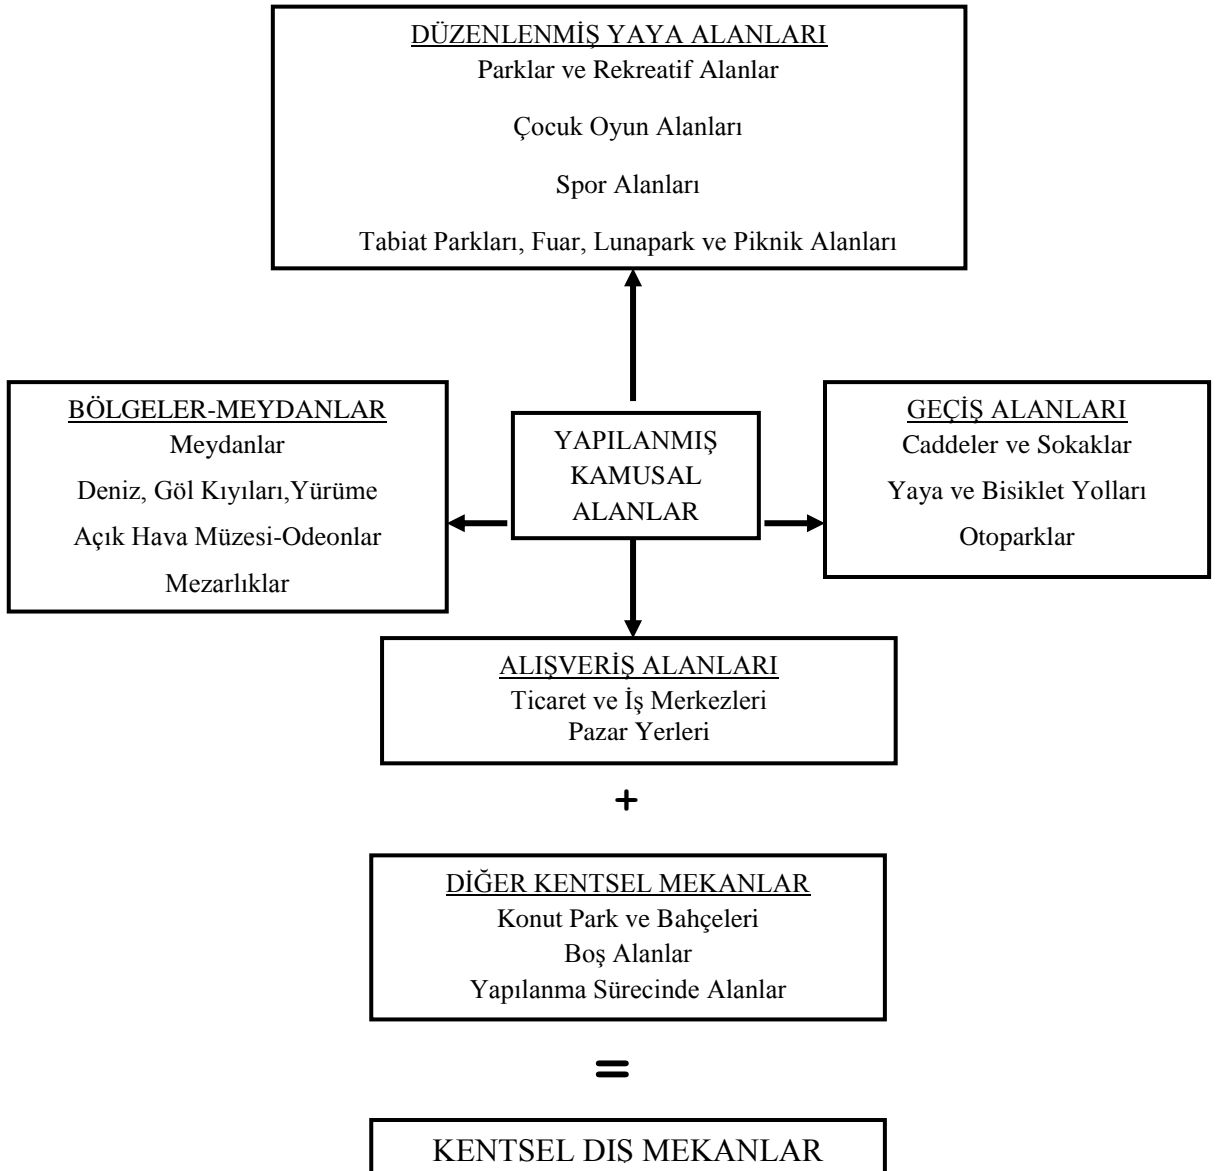 DÜZENLENMİŞ YAYA ALANLARI
Parklar ve Rekreatif Alanlar
Çocuk Oyun Alanları
Spor Alanları
Tabiat Parkları, Fuar, Lunapark ve Piknik Alanları
BÖLGELER-MEYDANLAR
Meydanlar
Deniz, Göl Kıyıları,Yürüme
Açık Hava Müzesi-Odeonlar
Mezarlıklar
YAPILANMIŞ
KAMUSAL
ALANLAR
GEÇİŞ ALANLARI
Caddeler ve Sokaklar
Yaya ve Bisiklet Yolları
Otoparklar
ALIŞVERİŞ ALANLARI
Ticaret ve İş Merkezleri
Pazar Yerleri
+
DİĞER KENTSEL MEKANLAR
Konut Park ve Bahçeleri
Boş Alanlar
Yapılanma Sürecinde Alanlar
=
KENTSEL DIŞ MEKANLAR